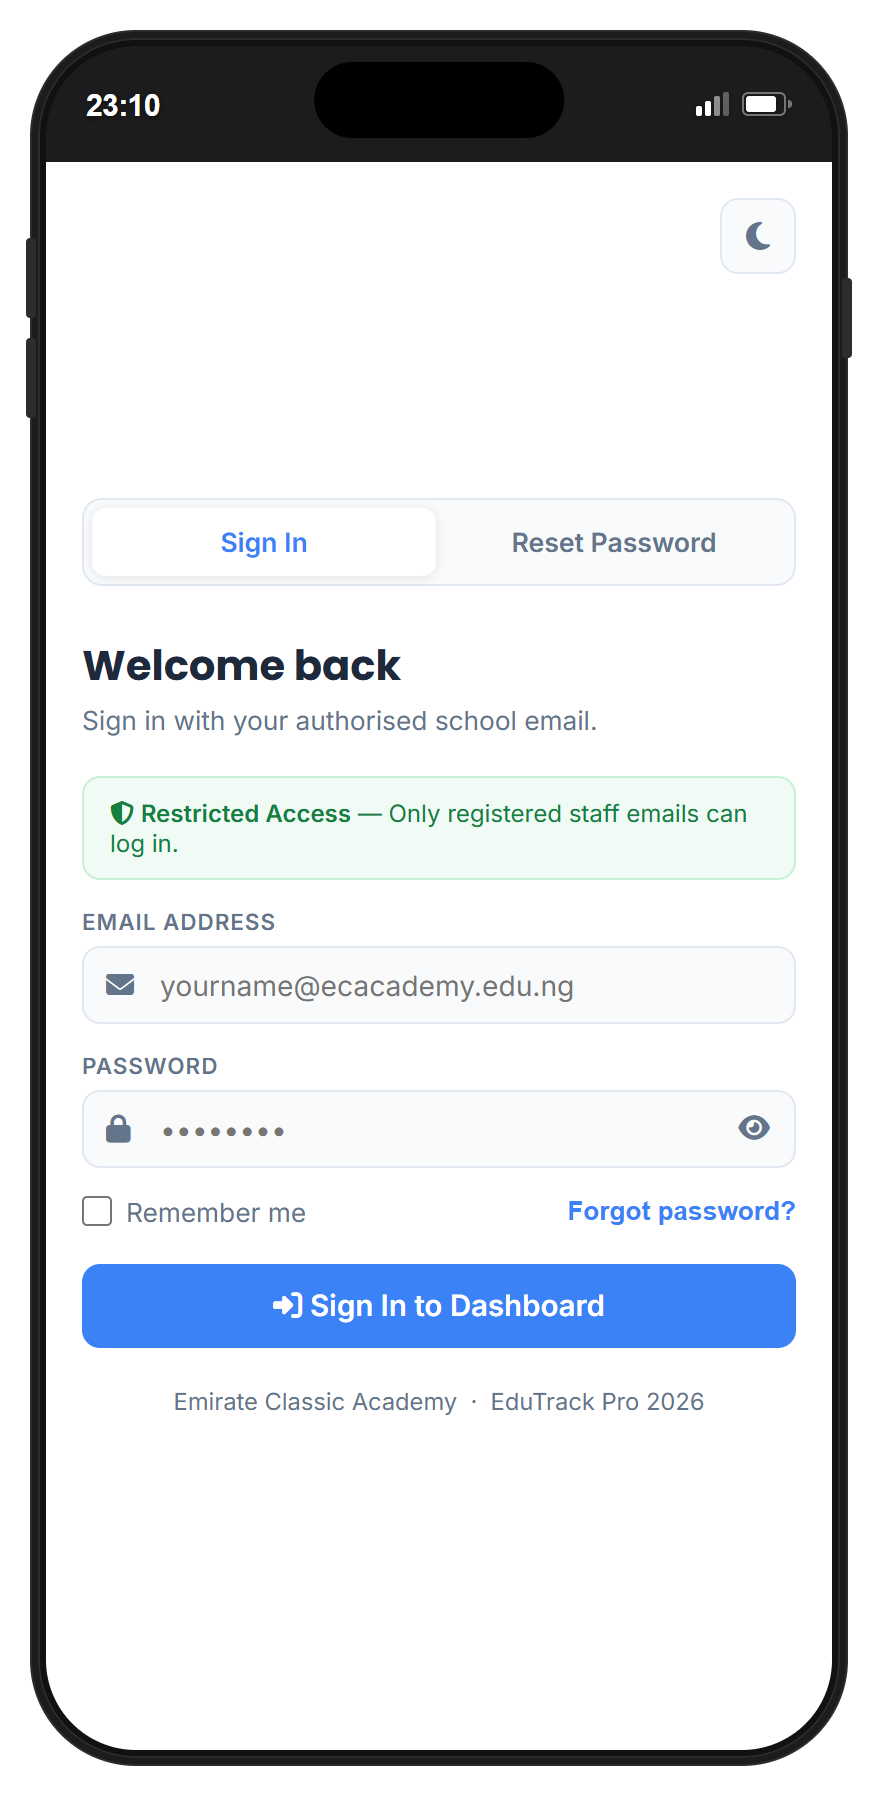 23:10
Sign In
Reset Password
Welcome back
Sign in with your authorised school email.
Restricted Access — Only registered staff emails can
log in.
EMAIL ADDRESS
yourname@ecacademy.edu.ng
PASSWORD
••••••••
Remember me
Forgot password?
Sign In to Dashboard
Emirate Classic Academy · EduTrack Pro 2026